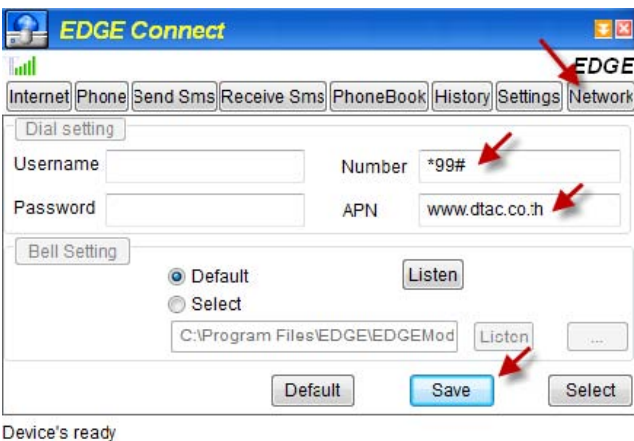 EDGE Connect
EDGE
Internet Phone Send Sms Receive Sms PhoneBook History Settings Network
Dial setting
Username Number *99#
Password APN www.dtac.co.th
Bell Setting
Default Listen
Select
C:\Program Files\EDGE\EDGEMod Listen ...
Default Save Select
Device's ready